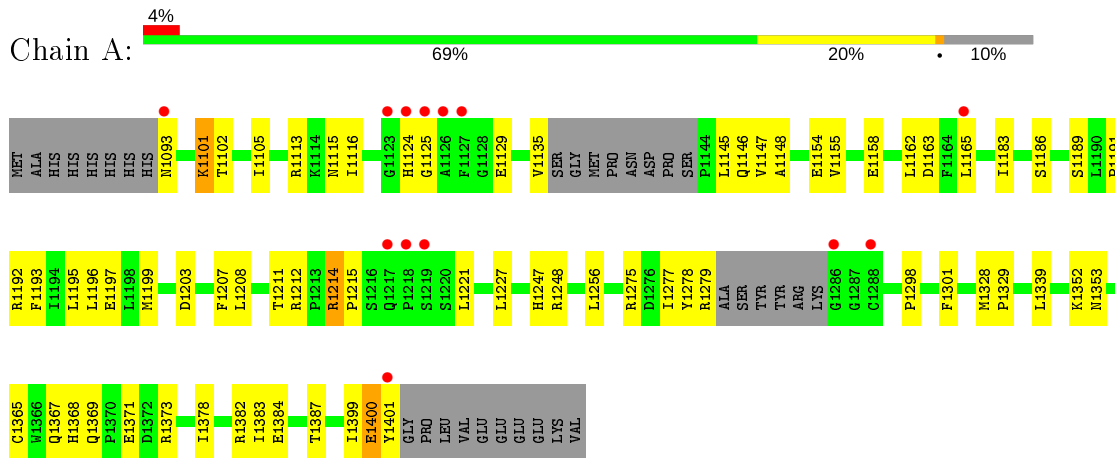 4%
Chain A:
69% 20% • 10%
MET ALA HIS HIS HIS HIS HIS HIS N1093 K1101 T1102 I1105 R1113 K1114 N1115 I1116 G1123 H1124 G1125 A1126 F1127 G1128 E1129 V1135 SER GLY MET PRO ASN ASP PRO SER P1144 L1145 Q1146 V1147 A1148 E1154 V1155 E1158 L1162 D1163 F1164 L1165 I1183 S1186 S1189 L1190 P1191
R1192 F1193 I1194 L1195 L1196 E1197 L1198 M1199 D1203 F1207 L1208 T1211 R1212 P1213 R1214 P1215 S1216 Q1217 P1218 S1219 S1220 L1221 L1227 H1247 R1248 L1256 R1275 D1276 I1277 Y1278 R1279 ALA SER TYR TYR ARG LYS G1286 G1287 C1288 P1298 F1301 M1328 P1329 L1339 K1352 N1353
C1365 W1366 Q1367 H1368 Q1369 P1370 E1371 D1372 R1373 I1378 R1382 I1383 E1384 T1387 I1399 E1400 Y1401 GLY PRO LEU VAL GLU GLU GLU GLU LYS VAL